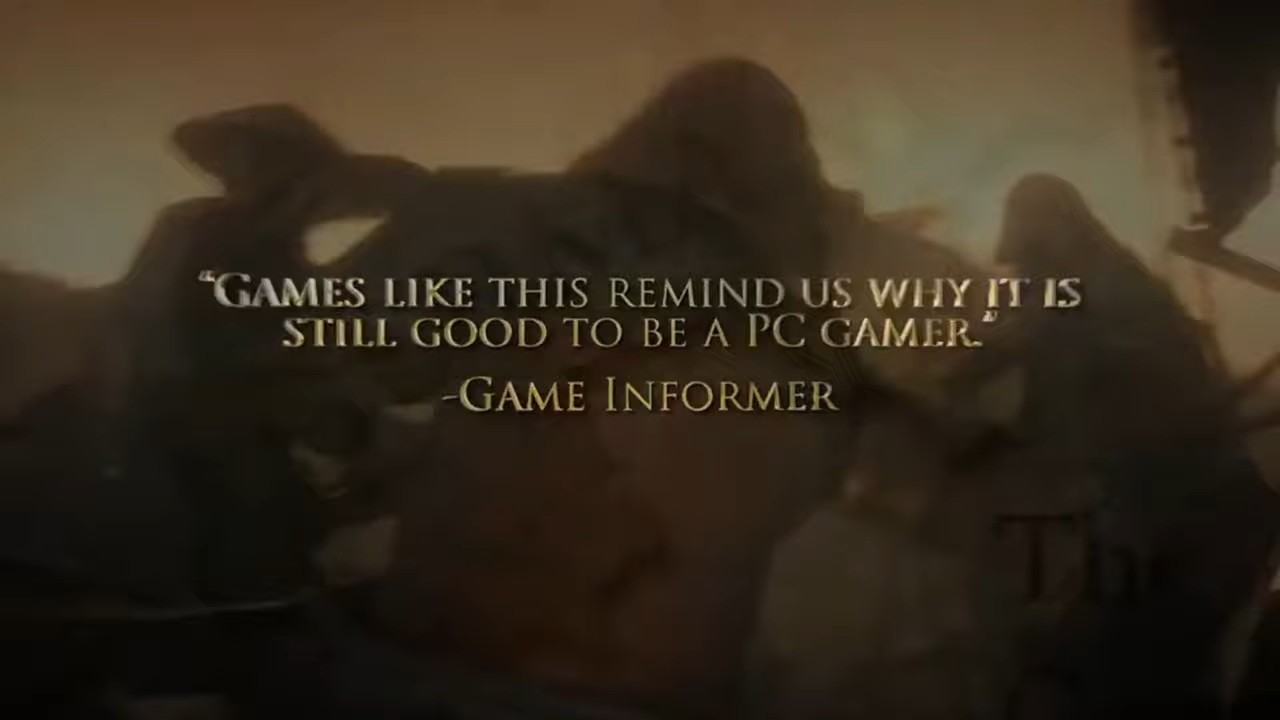 “GAMES LIKE THIS REMIND US WHY IT IS
STILL GOOD TO BE A PC GAMER.”
-GAME INFORMER